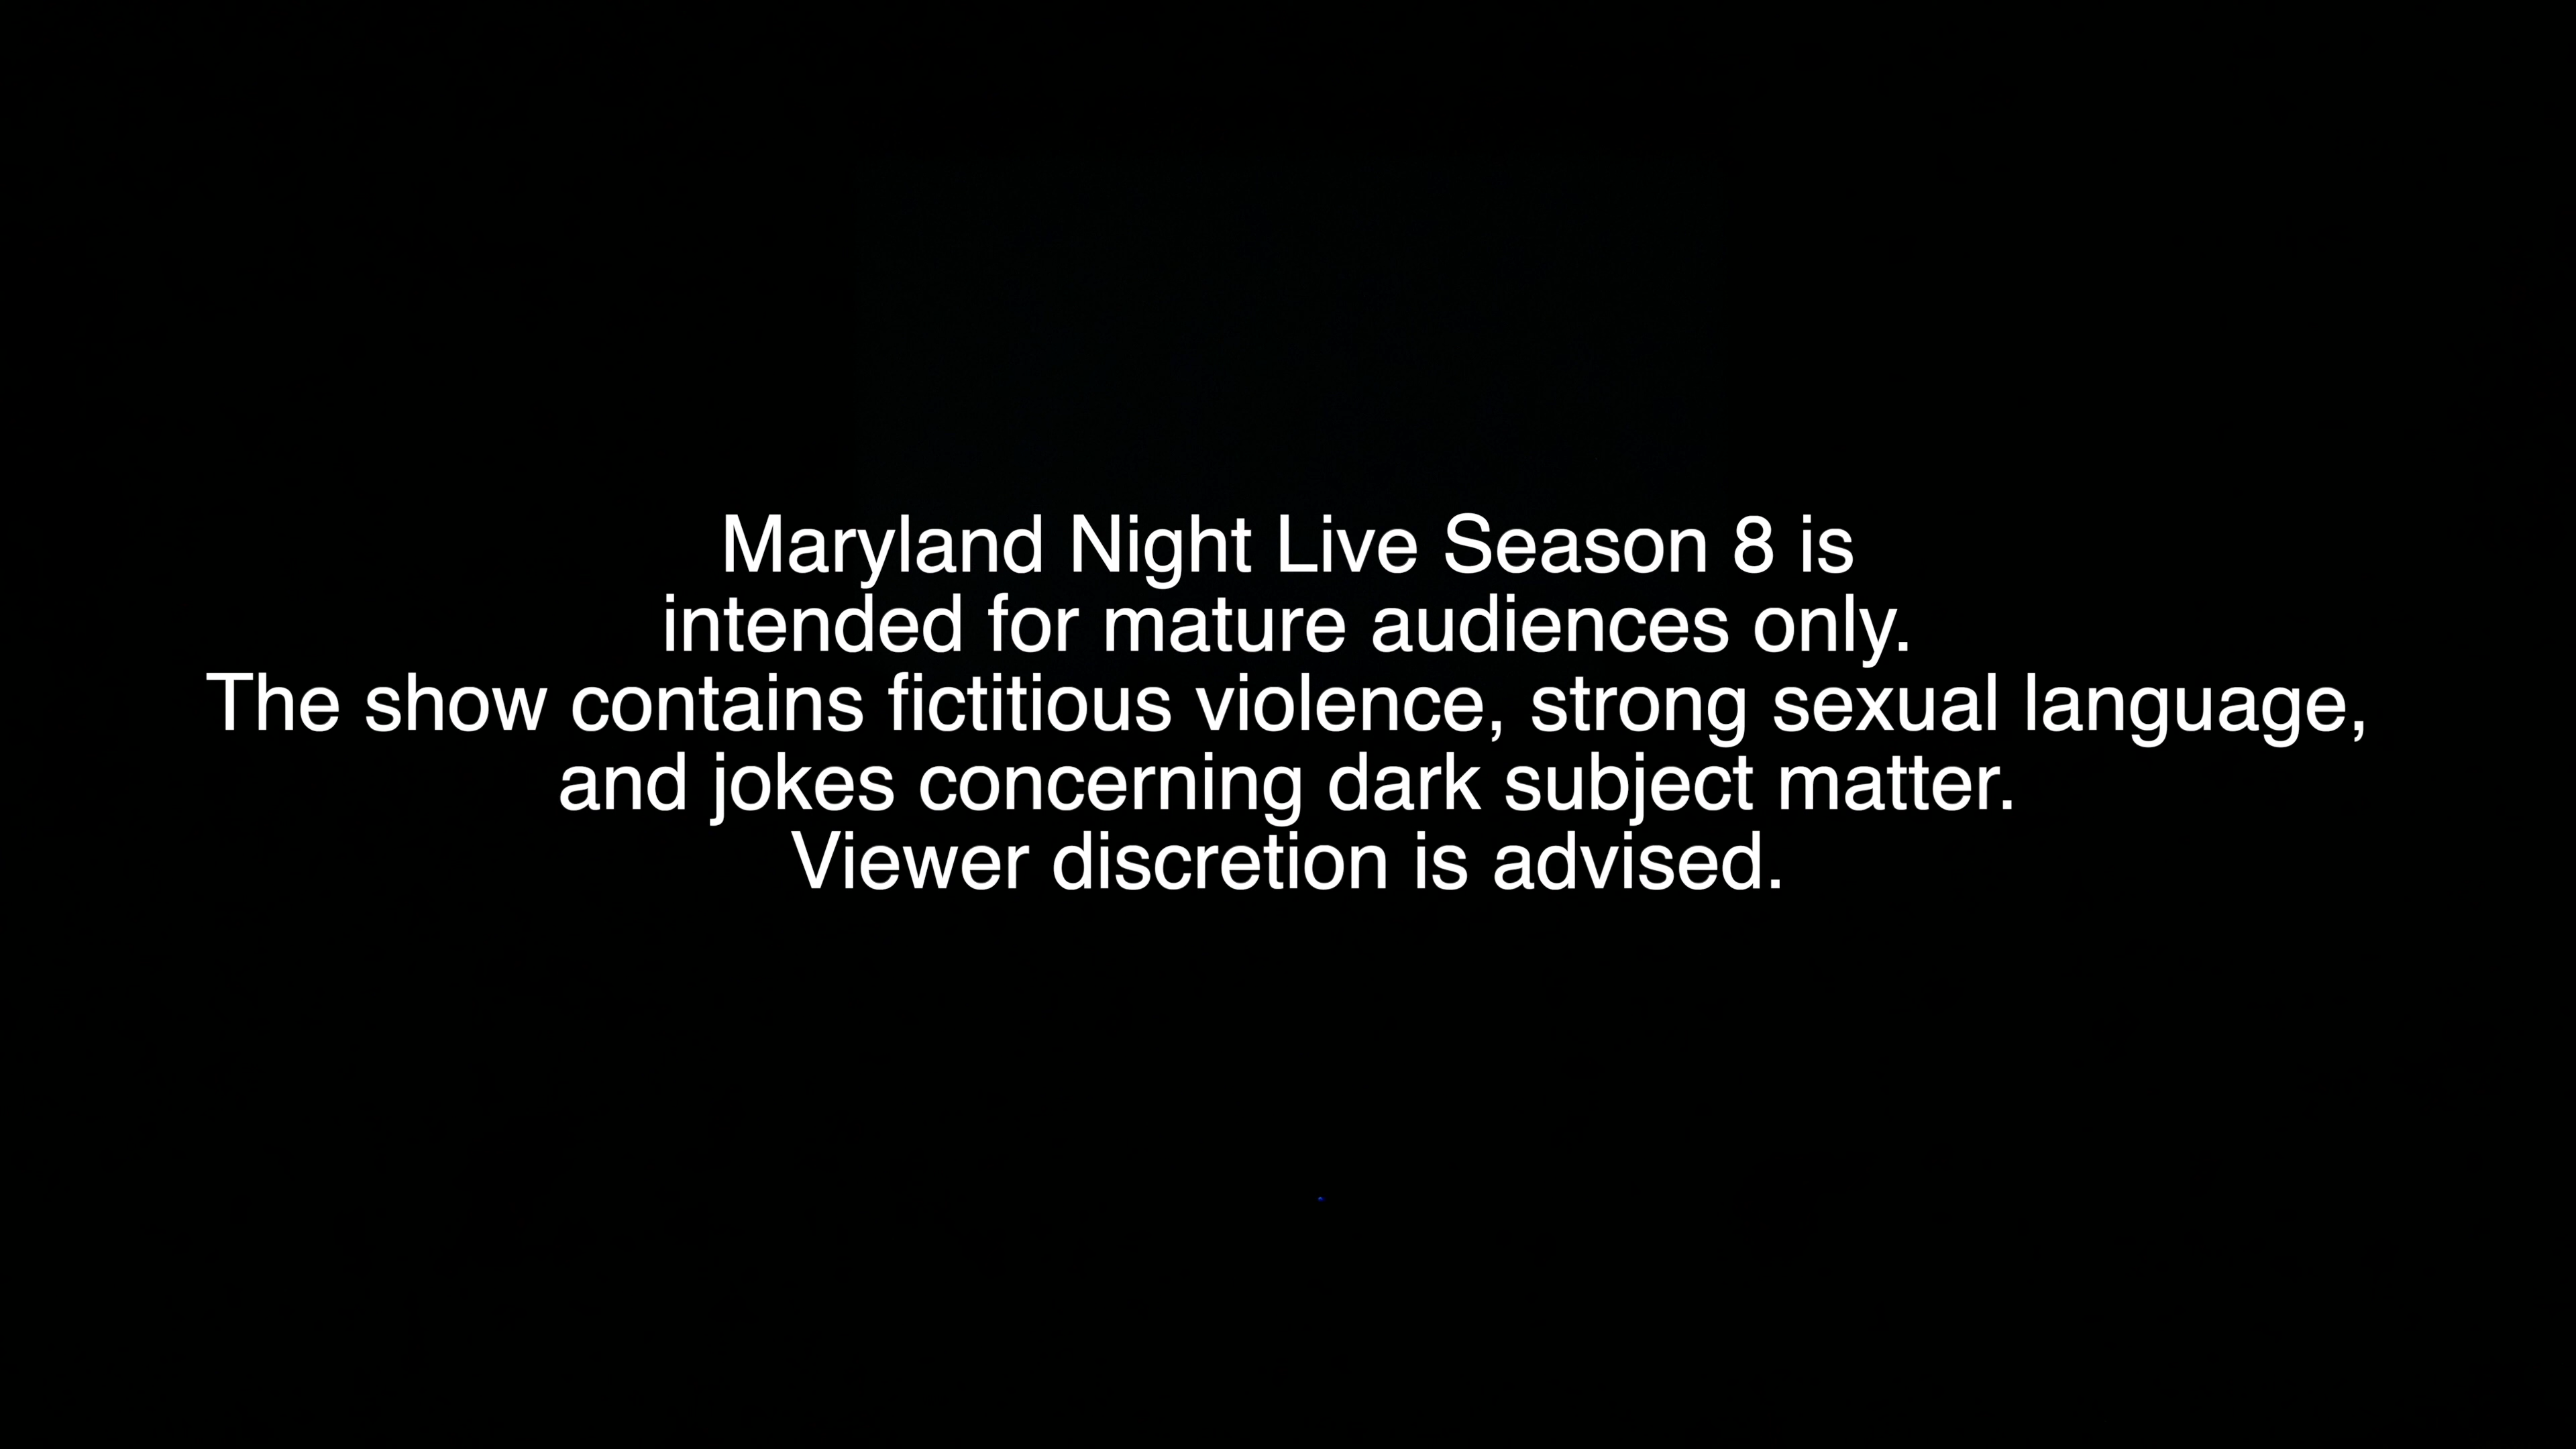 Maryland Night Live Season 8 is
intended for mature audiences only.
The show contains fictitious violence, strong sexual language,
and jokes concerning dark subject matter.
Viewer discretion is advised.